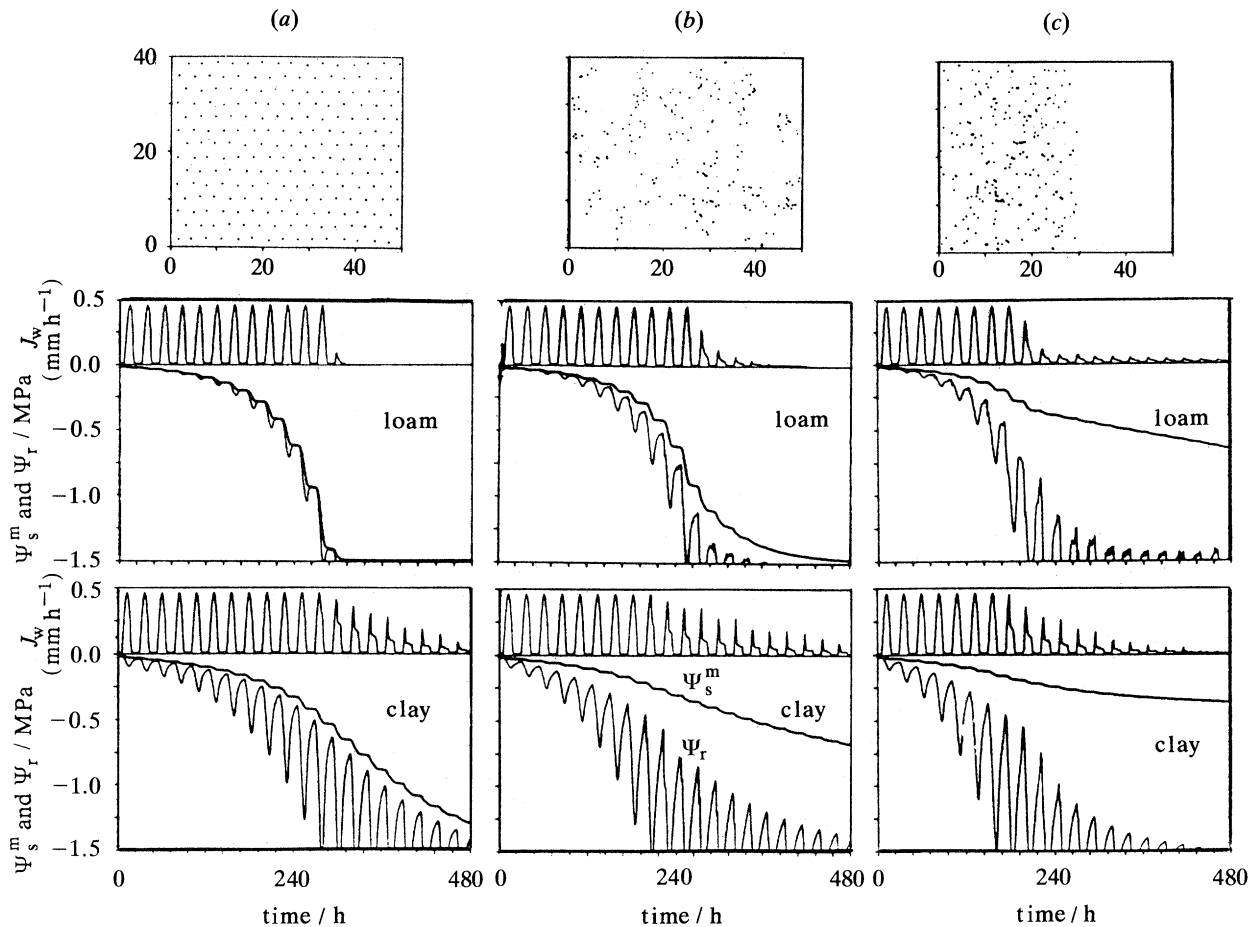 (a)
(b)
(c)
40
20
0
0 20 40
0 20 40
0 20 40
J_w
(mm h⁻¹)
0.5
0.0
Ψ_s^m and Ψ_r / MPa
−0.5
−1.0
−1.5
loam
loam
loam
J_w
(mm h⁻¹)
0.5
0.0
Ψ_s^m and Ψ_r / MPa
−0.5
−1.0
−1.5
clay
Ψ_s^m
clay
Ψ_r
clay
0 240 480
0 240 480
0 240 480
time / h
time / h
time / h